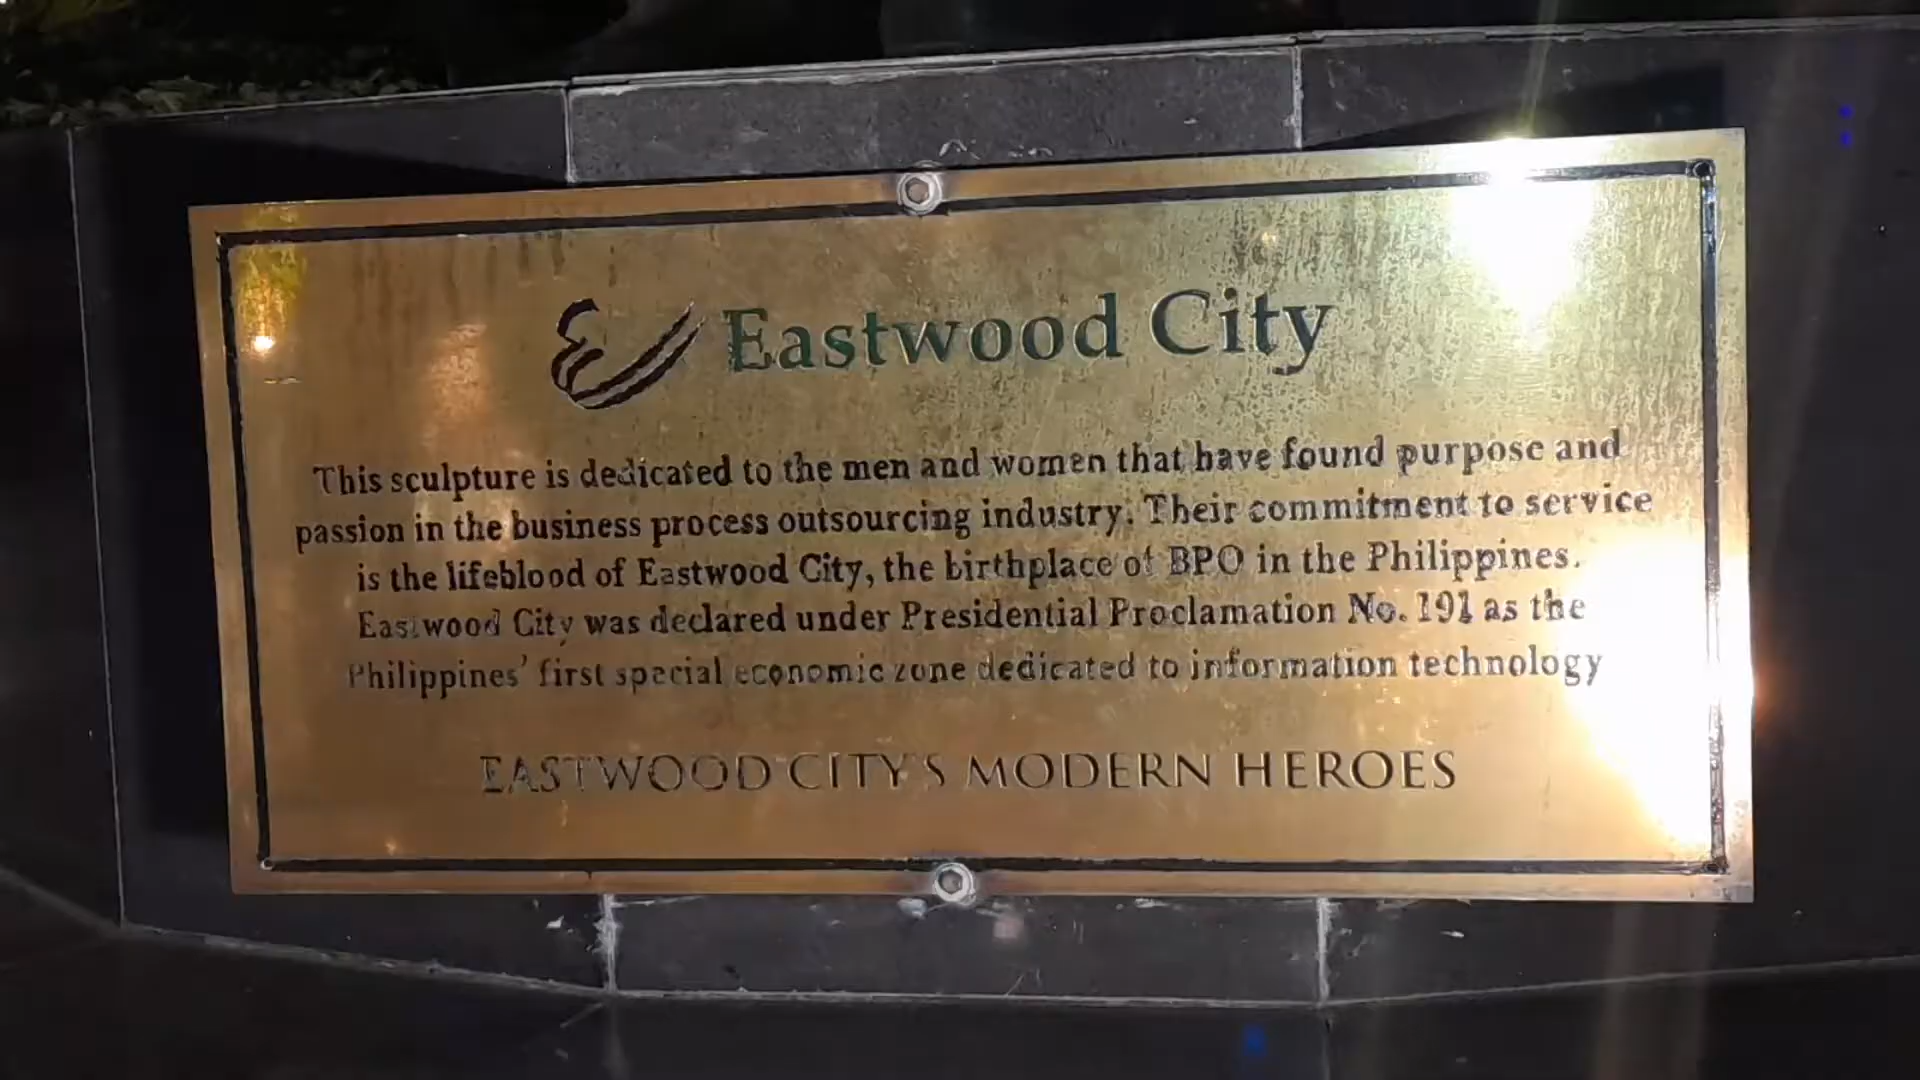 Eastwood City
This sculpture is dedicated to the men and women that have found purpose and
passion in the business process outsourcing industry. Their commitment to service
is the lifeblood of Eastwood City, the birthplace of BPO in the Philippines.
Eastwood City was declared under Presidential Proclamation No. 191 as the
Philippines' first special economic zone dedicated to information technology
EASTWOOD CITY'S MODERN HEROES